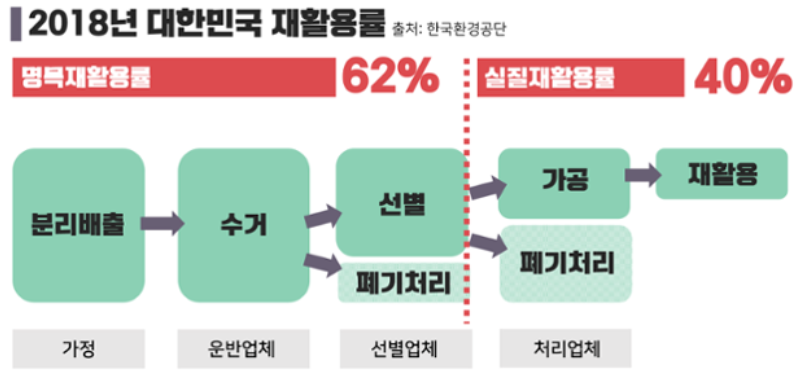 2018년 대한민국 재활용률 출처: 한국환경공단
명목재활용률 62% 실질재활용률 40%
분리배출
수거
선별
폐기처리
가공
폐기처리
재활용
가정 운반업체 선별업체 처리업체